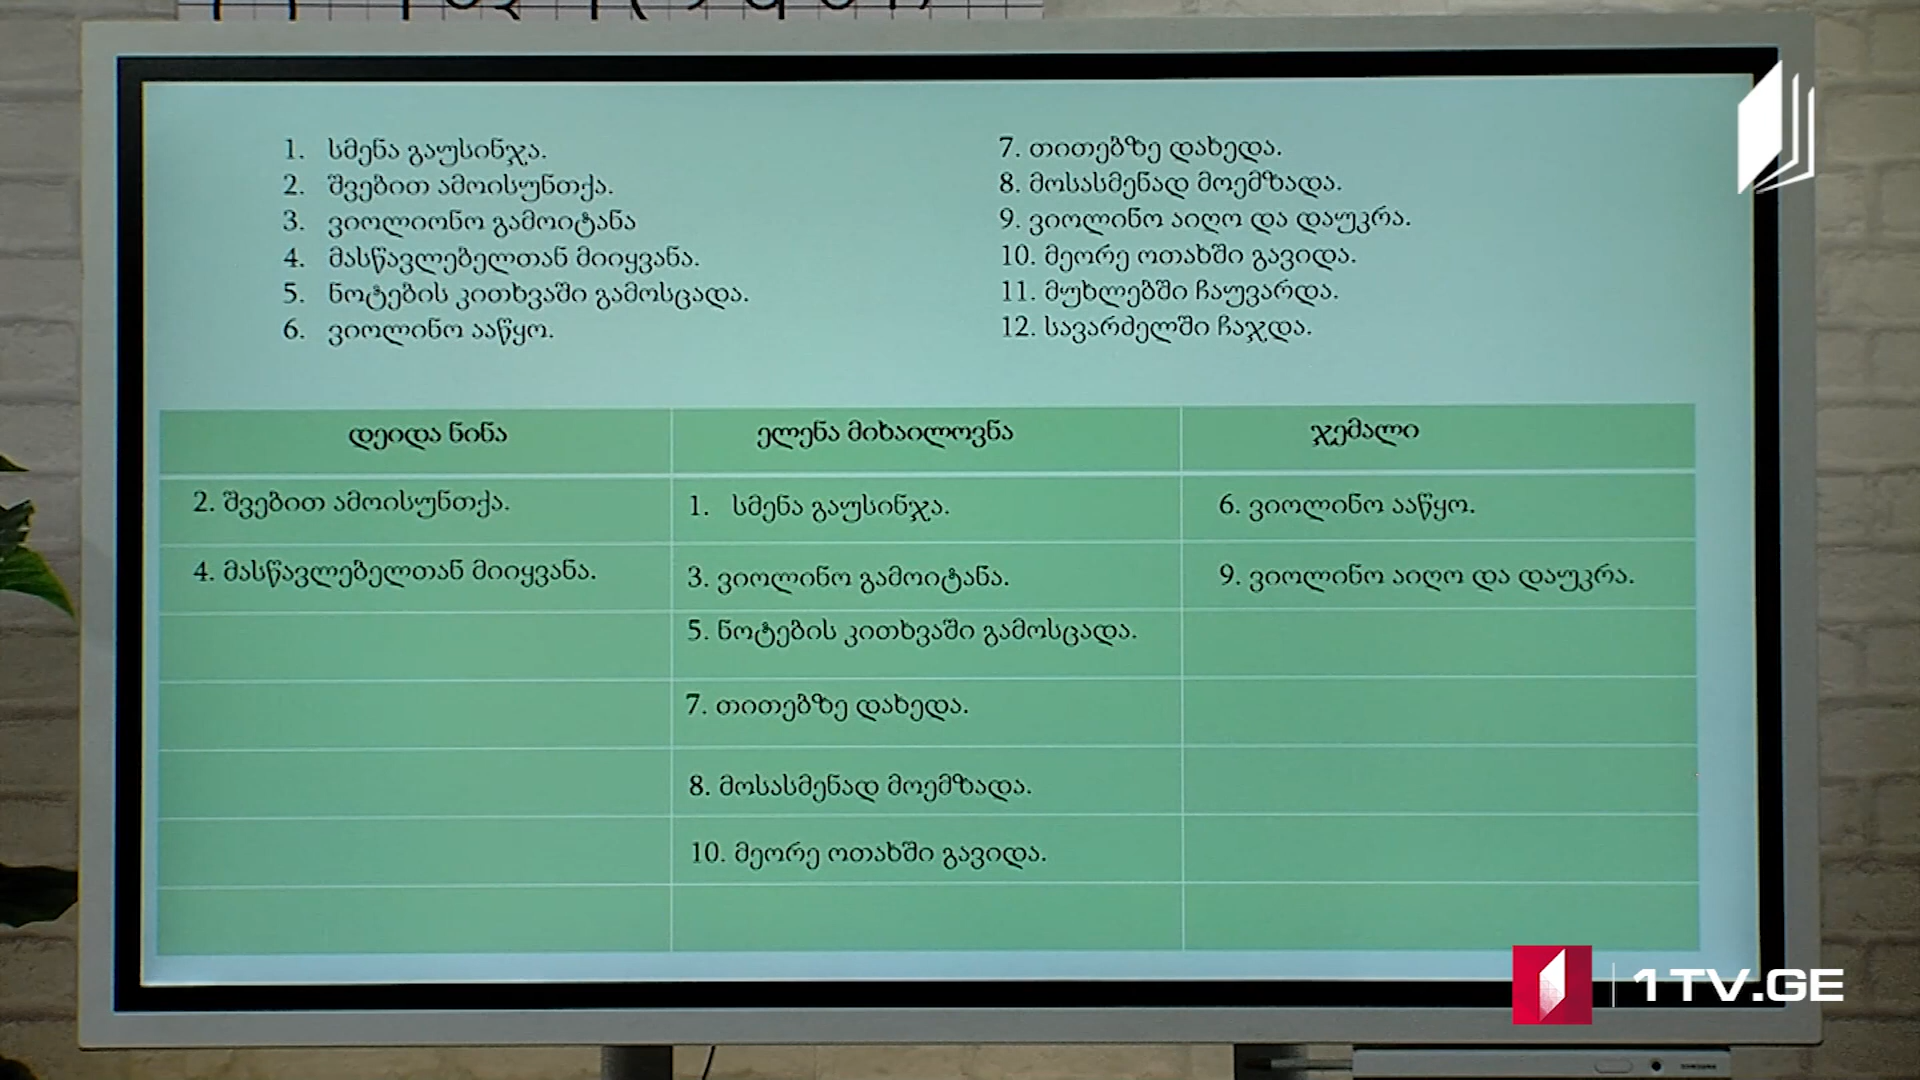 1. სმენა გაუსინჯა.
2. შვებით ამოისუნთქა.
3. ვიოლიონო გამოიტანა
4. მასწავლებელთან მიიყვანა.
5. ნოტების კითხვაში გამოსცადა.
6. ვიოლინო ააწყო.
7. თითებზე დახედა.
8. მოსასმენად მოემზადა.
9. ვიოლინო აიღო და დაუკრა.
10. მეორე ოთახში გავიდა.
11. მუხლებში ჩაუვარდა.
12. სავარძელში ჩაჯდა.
დეიდა ნინა
ელენა მიხაილოვნა
ჯემალი
2. შვებით ამოისუნთქა.
1. სმენა გაუსინჯა.
6. ვიოლინო ააწყო.
4. მასწავლებელთან მიიყვანა.
3. ვიოლინო გამოიტანა.
9. ვიოლინო აიღო და დაუკრა.
5. ნოტების კითხვაში გამოსცადა.
7. თითებზე დახედა.
8. მოსასმენად მოემზადა.
10. მეორე ოთახში გავიდა.
1TV.GE